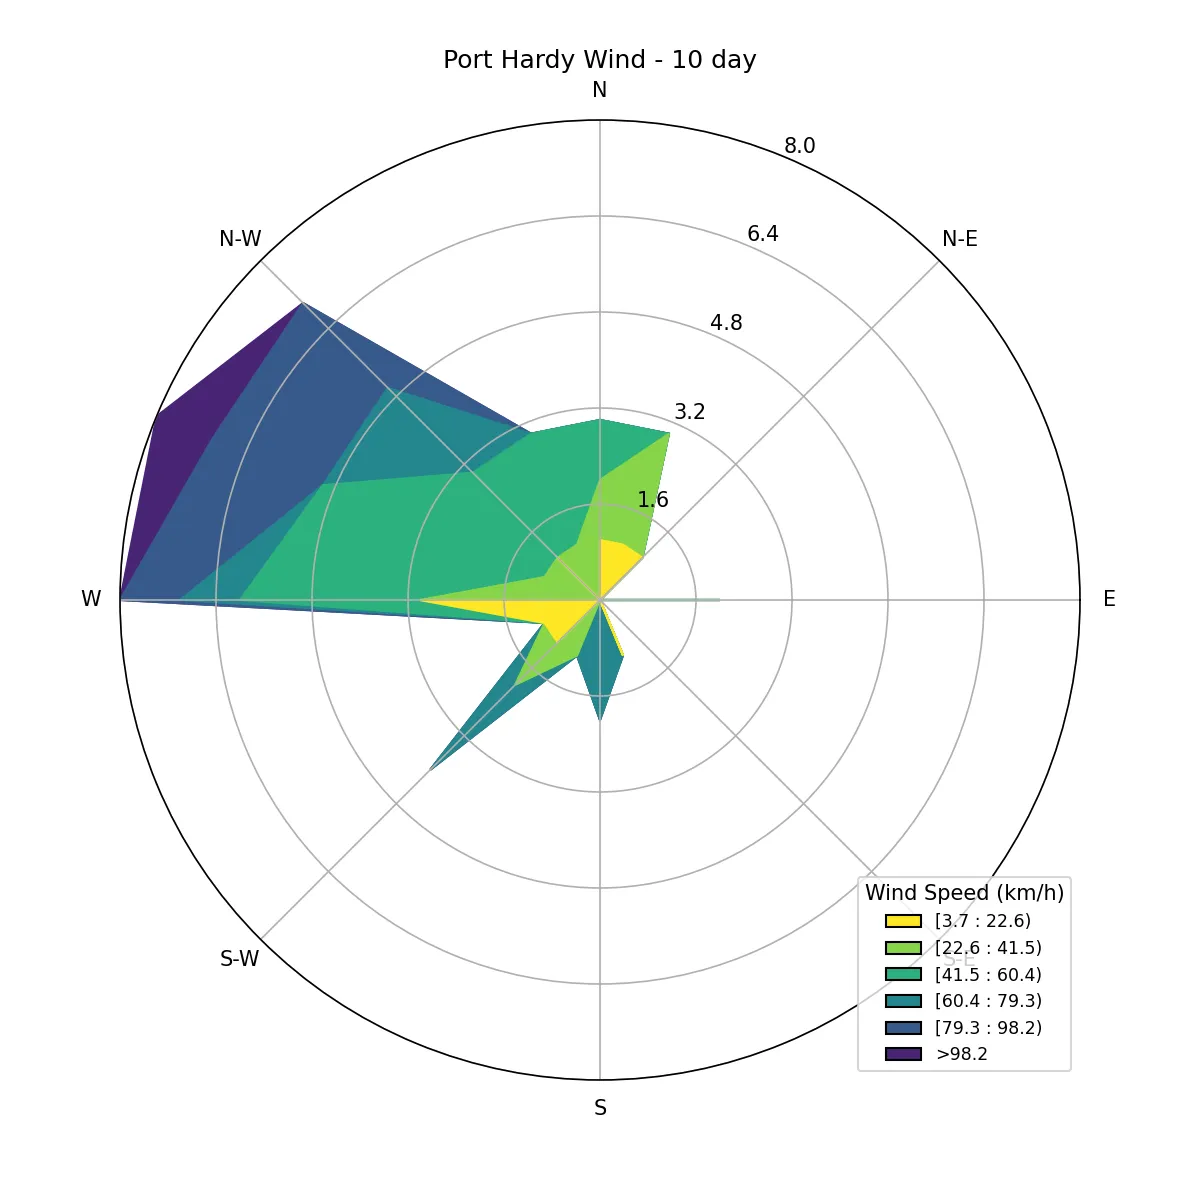 Port Hardy Wind - 10 day
N
8.0
N-W
6.4
N-E
4.8
3.2
1.6
W
E
S-W
S-E
S
Wind Speed (km/h)
[3.7 : 22.6)
[22.6 : 41.5)
[41.5 : 60.4)
[60.4 : 79.3)
[79.3 : 98.2)
>98.2